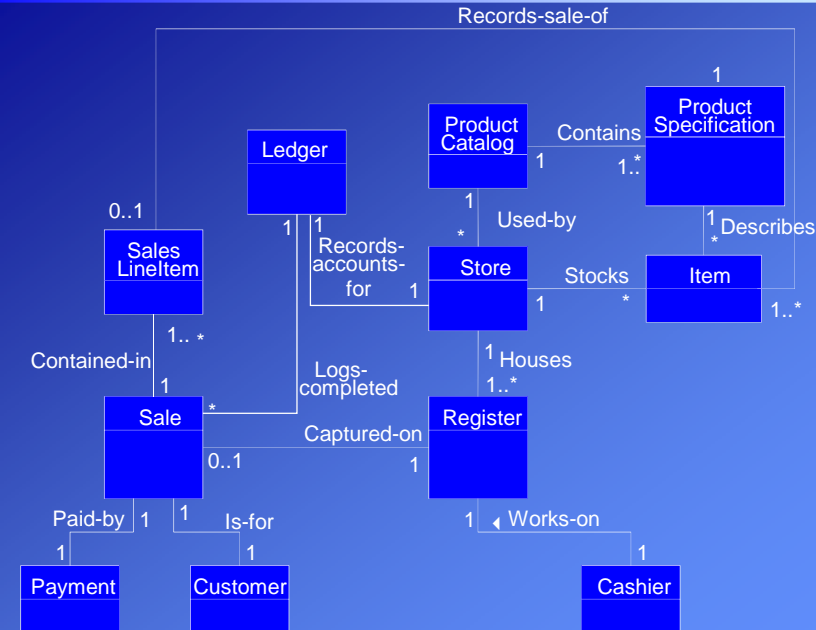 Records-sale-of
1
Product
Specification
Product
Catalog
Contains
1
1..*
Ledger
0..1
1
1
1
*
Used-by
1
*
Describes
Sales
LineItem
Records-
accounts-
for
1
Store
Stocks
1
*
Item
1..*
1.. *
Contained-in
1
1
Houses
1..*
Logs-
completed
*
Sale
Register
Captured-on
0..1
1
Paid-by
1
1
Is-for
1
Works-on
1
1
1
Payment
Customer
Cashier